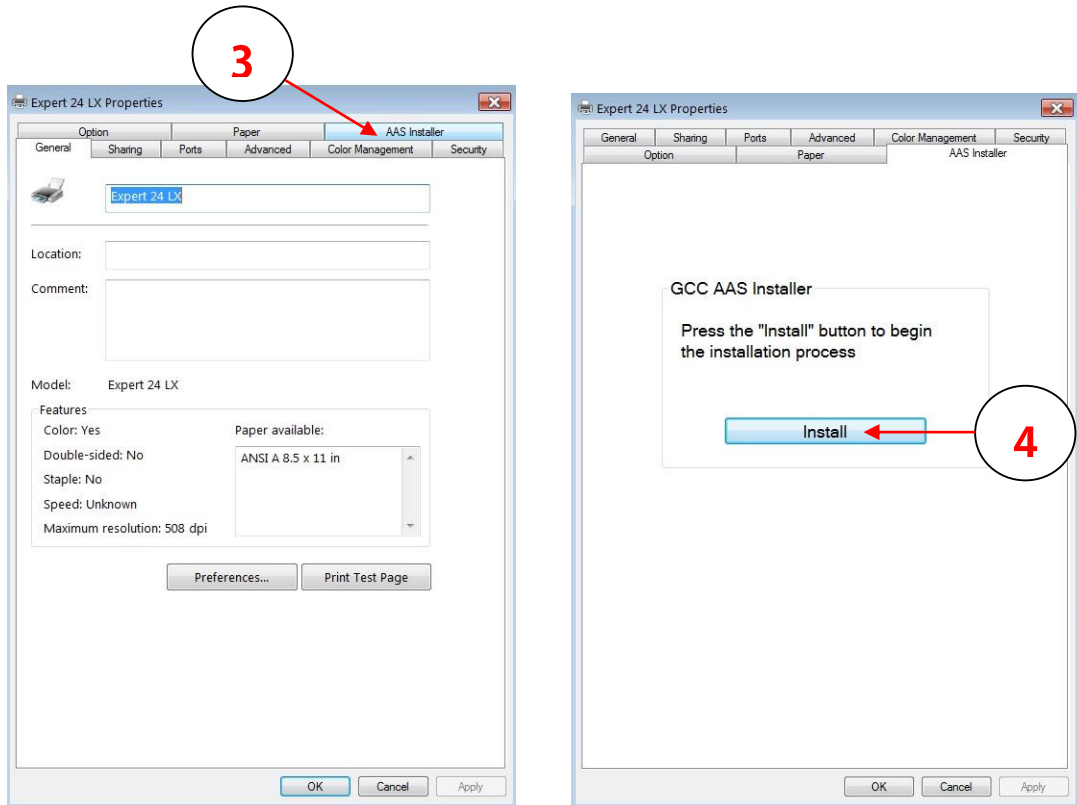 3
Expert 24 LX Properties
Option Paper AAS Installer
General Sharing Ports Advanced Color Management Security
Expert 24 LX
Location:
Comment:
Model: Expert 24 LX
Features
Color: Yes Paper available:
Double-sided: No ANSI A 8.5 x 11 in
Staple: No
Speed: Unknown
Maximum resolution: 508 dpi
Preferences... Print Test Page
OK Cancel Apply
Expert 24 LX Properties
General Sharing Ports Advanced Color Management Security
Option Paper AAS Installer
GCC AAS Installer
Press the "Install" button to begin
the installation process
Install
4
OK Cancel Apply